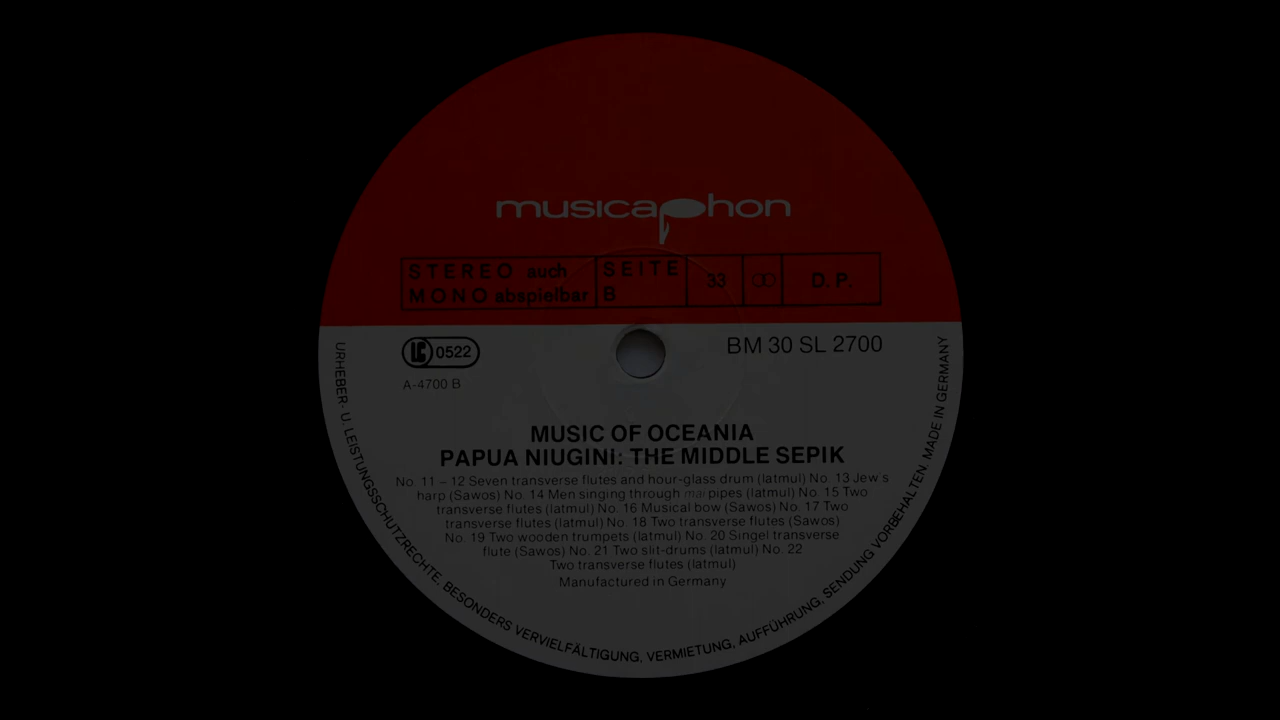 musicaphon
STEREO auch
MONO abspielbar
SEITE
B
33
D.P.
LC 0522
BM 30 SL 2700
A-4700 B
MUSIC OF OCEANIA
PAPUA NIUGINI: THE MIDDLE SEPIK
No. 11 – 12 Seven transverse flutes and hour-glass drum (Iatmul) No. 13 Jew's
harp (Sawos) No. 14 Men singing through mai pipes (Iatmul) No. 15 Two
transverse flutes (Iatmul) No. 16 Musical bow (Sawos) No. 17 Two
transverse flutes (Iatmul) No. 18 Two transverse flutes (Sawos)
No. 19 Two wooden trumpets (Iatmul) No. 20 Singel transverse
flute (Sawos) No. 21 Two slit-drums (Iatmul) No. 22
Two transverse flutes (Iatmul)
Manufactured in Germany
URHEBER- U. LEISTUNGSSCHUTZRECHTE, BESONDERS VERVIELFÄLTIGUNG, VERMIETUNG, AUFFÜHRUNG, SENDUNG VORBEHALTEN. MADE IN GERMANY